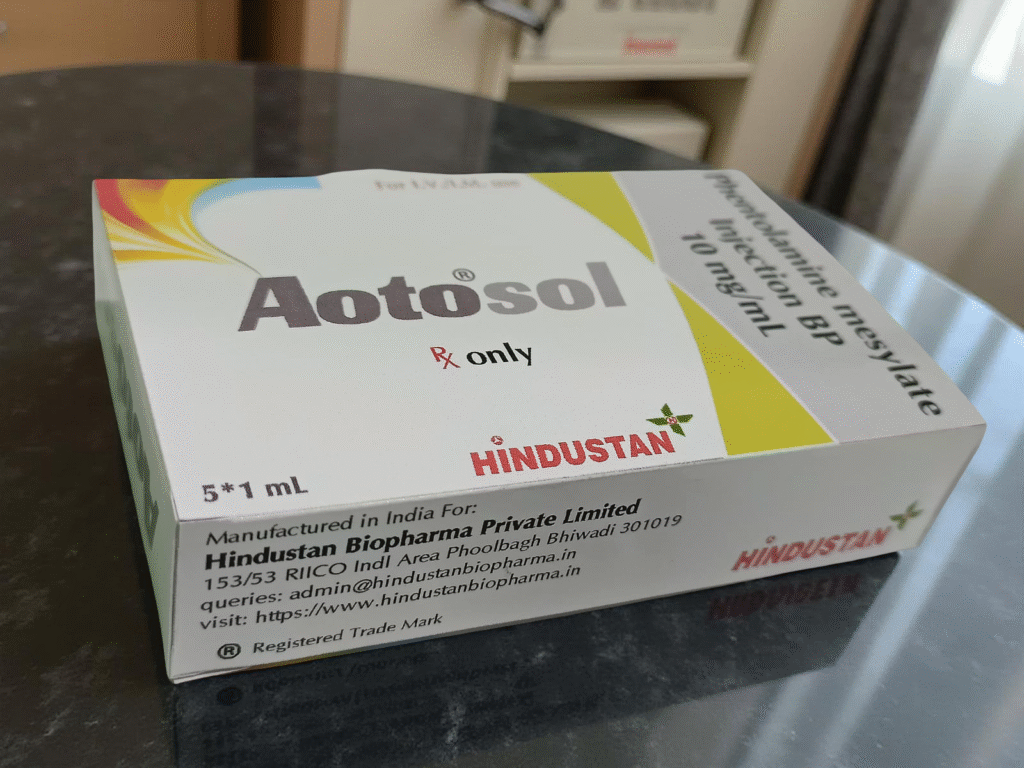 For I.V./I.M. use
Aotosol®
Rx only
HINDUSTAN
5*1 mL
Phentolamine mesylate
Injection BP
10 mg/mL
Manufactured in India For:
Hindustan Biopharma Private Limited
153/53 RIICO Indl Area Phoolbagh Bhiwadi 301019
queries: admin@hindustanbiopharma.in
visit: https://www.hindustanbiopharma.in
® Registered Trade Mark
HINDUSTAN